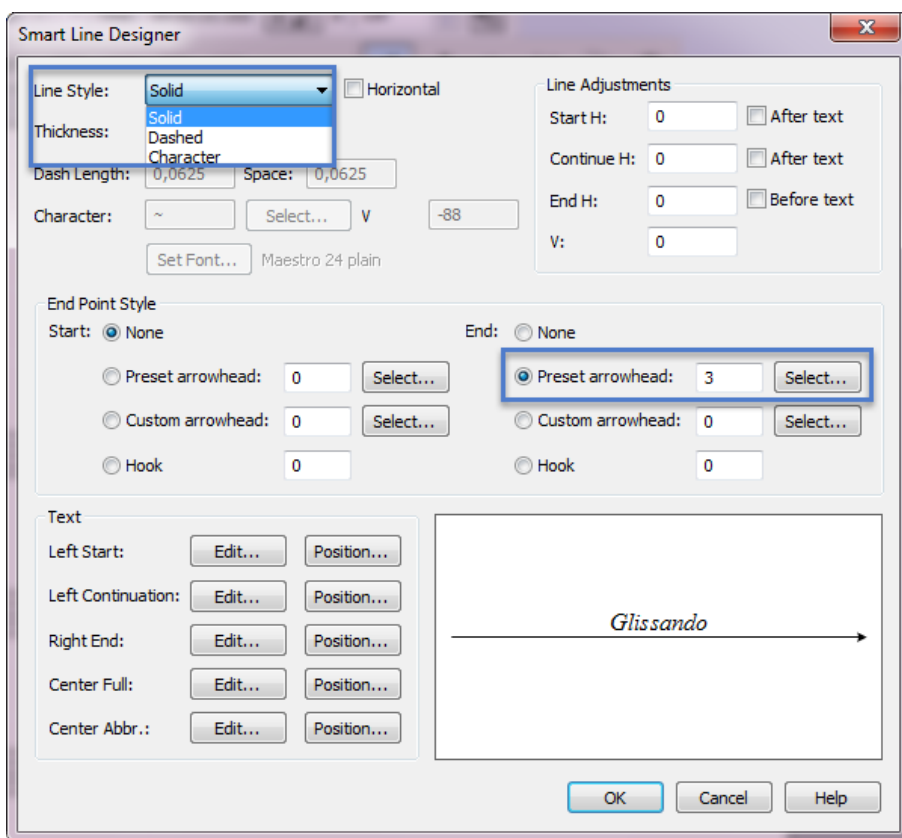 Smart Line Designer
Line Style: Solid Horizontal
Solid
Dashed
Character
Thickness:
Dash Length: 0,0625 Space: 0,0625
Character: ~ Select... V -88
Set Font... Maestro 24 plain
Line Adjustments
Start H: 0 After text
Continue H: 0 After text
End H: 0 Before text
V: 0
End Point Style
Start: None
Preset arrowhead: 0 Select...
Custom arrowhead: 0 Select...
Hook 0
End: None
Preset arrowhead: 3 Select...
Custom arrowhead: 0 Select...
Hook 0
Text
Left Start: Edit... Position...
Left Continuation: Edit... Position...
Right End: Edit... Position...
Center Full: Edit... Position...
Center Abbr.: Edit... Position...
Glissando
OK Cancel Help